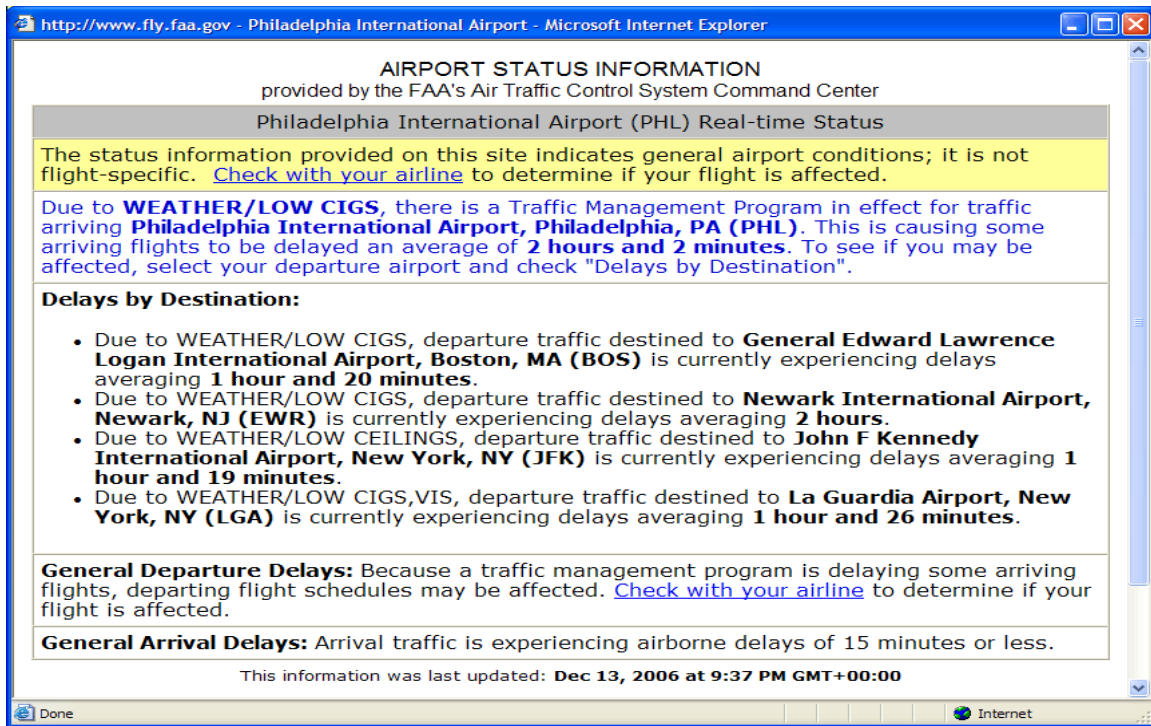 http://www.fly.faa.gov - Philadelphia International Airport - Microsoft Internet Explorer
AIRPORT STATUS INFORMATION
provided by the FAA's Air Traffic Control System Command Center
Philadelphia International Airport (PHL) Real-time Status
The status information provided on this site indicates general airport conditions; it is not
flight-specific. Check with your airline to determine if your flight is affected.
Due to WEATHER/LOW CIGS, there is a Traffic Management Program in effect for traffic
arriving Philadelphia International Airport, Philadelphia, PA (PHL). This is causing some
arriving flights to be delayed an average of 2 hours and 2 minutes. To see if you may be
affected, select your departure airport and check "Delays by Destination".
Delays by Destination:
• Due to WEATHER/LOW CIGS, departure traffic destined to General Edward Lawrence
Logan International Airport, Boston, MA (BOS) is currently experiencing delays
averaging 1 hour and 20 minutes.
• Due to WEATHER/LOW CIGS, departure traffic destined to Newark International Airport,
Newark, NJ (EWR) is currently experiencing delays averaging 2 hours.
• Due to WEATHER/LOW CEILINGS, departure traffic destined to John F Kennedy
International Airport, New York, NY (JFK) is currently experiencing delays averaging 1
hour and 19 minutes.
• Due to WEATHER/LOW CIGS,VIS, departure traffic destined to La Guardia Airport, New
York, NY (LGA) is currently experiencing delays averaging 1 hour and 26 minutes.
General Departure Delays: Because a traffic management program is delaying some arriving
flights, departing flight schedules may be affected. Check with your airline to determine if your
flight is affected.
General Arrival Delays: Arrival traffic is experiencing airborne delays of 15 minutes or less.
This information was last updated: Dec 13, 2006 at 9:37 PM GMT+00:00
Done
Internet